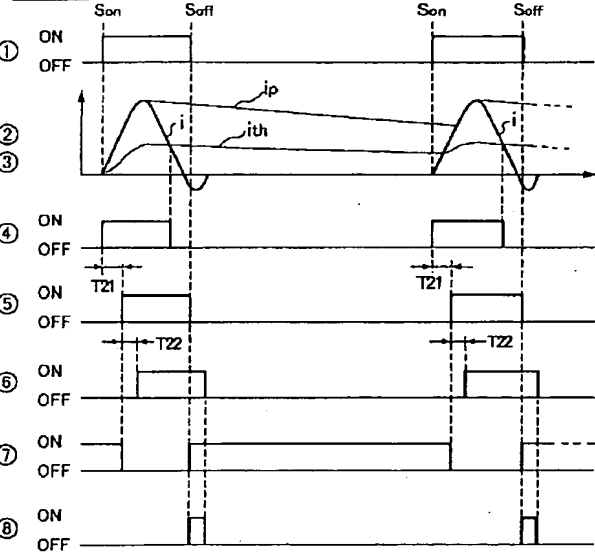 Son Soff Son Soff
① ON
OFF
ip
② i ith i
③
④ ON
OFF
T21 T21
⑤ ON
OFF
T22 T22
⑥ ON
OFF
⑦ ON
OFF
⑧ ON
OFF